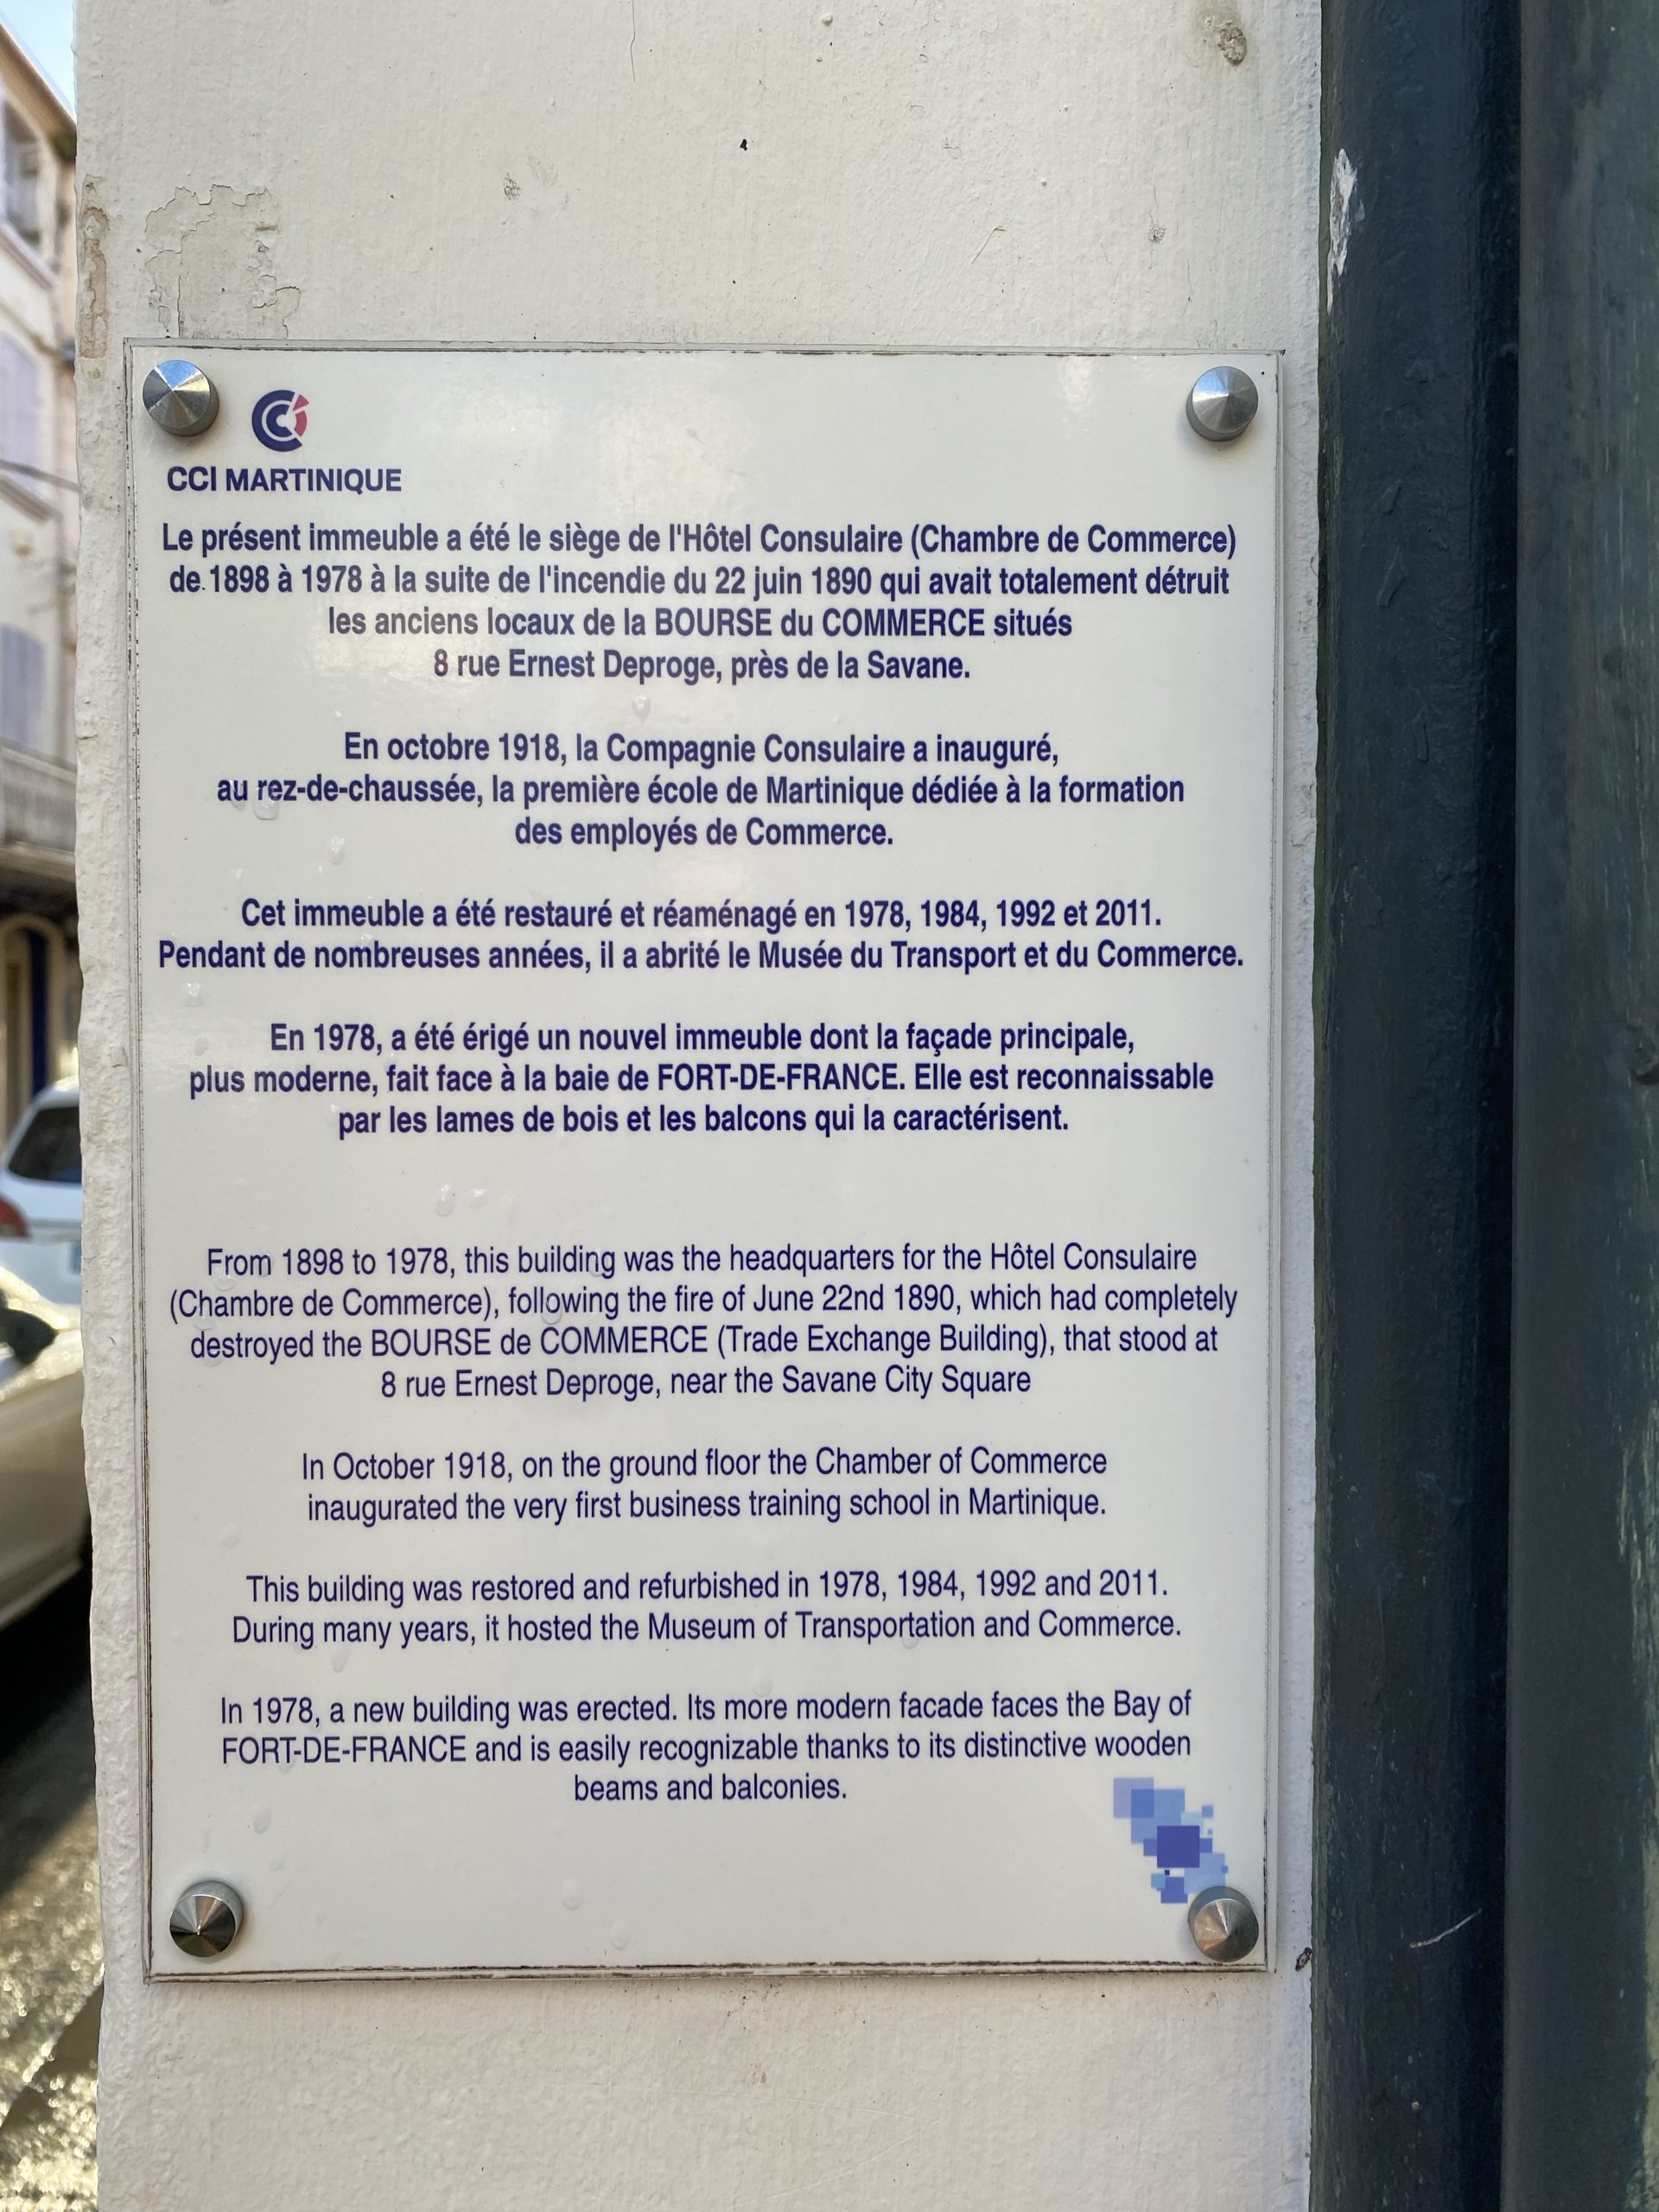 CCI MARTINIQUE
Le présent immeuble a été le siège de l'Hôtel Consulaire (Chambre de Commerce)
de 1898 à 1978 à la suite de l'incendie du 22 juin 1890 qui avait totalement détruit
les anciens locaux de la BOURSE du COMMERCE situés
8 rue Ernest Deproge, près de la Savane.
En octobre 1918, la Compagnie Consulaire a inauguré,
au rez-de-chaussée, la première école de Martinique dédiée à la formation
des employés de Commerce.
Cet immeuble a été restauré et réaménagé en 1978, 1984, 1992 et 2011.
Pendant de nombreuses années, il a abrité le Musée du Transport et du Commerce.
En 1978, a été érigé un nouvel immeuble dont la façade principale,
plus moderne, fait face à la baie de FORT-DE-FRANCE. Elle est reconnaissable
par les lames de bois et les balcons qui la caractérisent.
From 1898 to 1978, this building was the headquarters for the Hôtel Consulaire
(Chambre de Commerce), following the fire of June 22nd 1890, which had completely
destroyed the BOURSE de COMMERCE (Trade Exchange Building), that stood at
8 rue Ernest Deproge, near the Savane City Square
In October 1918, on the ground floor the Chamber of Commerce
inaugurated the very first business training school in Martinique.
This building was restored and refurbished in 1978, 1984, 1992 and 2011.
During many years, it hosted the Museum of Transportation and Commerce.
In 1978, a new building was erected. Its more modern facade faces the Bay of
FORT-DE-FRANCE and is easily recognizable thanks to its distinctive wooden
beams and balconies.